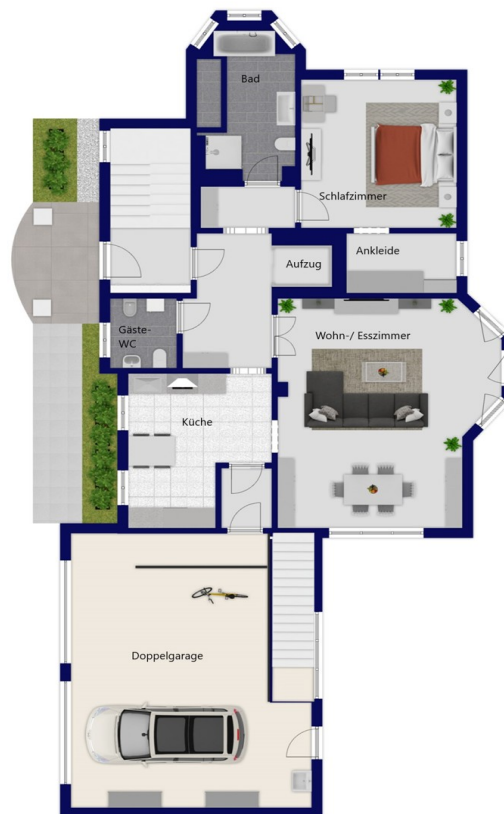 Bad
Schlafzimmer
Ankleide
Aufzug
Gäste-
WC
Wohn-/ Esszimmer
Küche
Doppelgarage